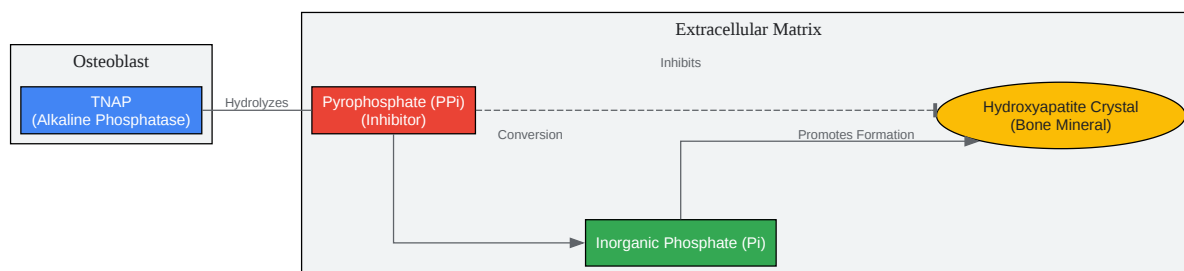 Extracellular Matrix
Osteoblast
Inhibits
TNAP
(Alkaline Phosphatase)
Hydrolyzes
Pyrophosphate (PPi)
(Inhibitor)
Hydroxyapatite Crystal
(Bone Mineral)
Conversion
Promotes Formation
Inorganic Phosphate (Pi)